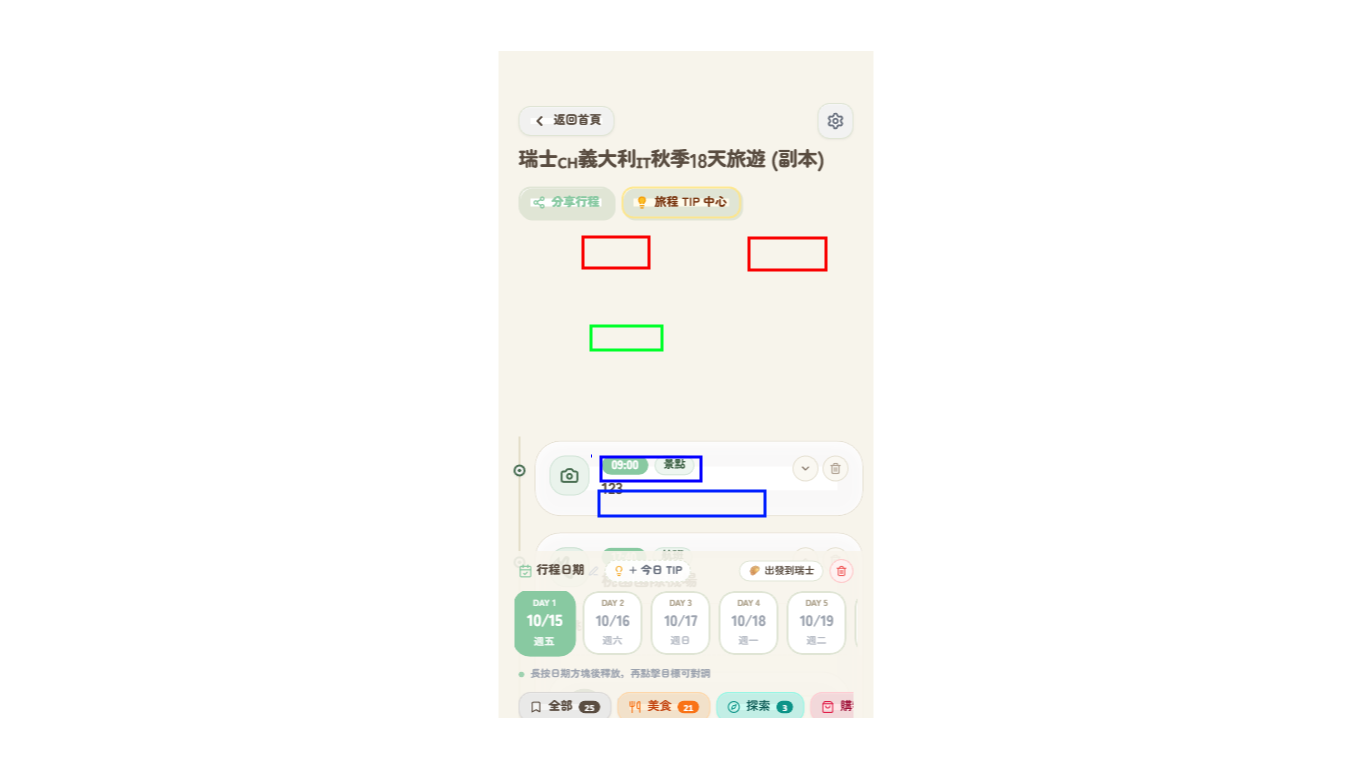 返回首頁
瑞士CH義大利IT秋季18天旅遊 (副本)
分享行程
旅程 TIP 中心
09:00 景點
123
行程日期 + 今日 TIP 出發到瑞士
DAY 1 DAY 2 DAY 3 DAY 4 DAY 5
10/15 10/16 10/17 10/18 10/19
週五 週六 週日 週一 週二
長按日期方塊後釋放，再點擊目標可對調
全部 25 美食 21 探索 3 購